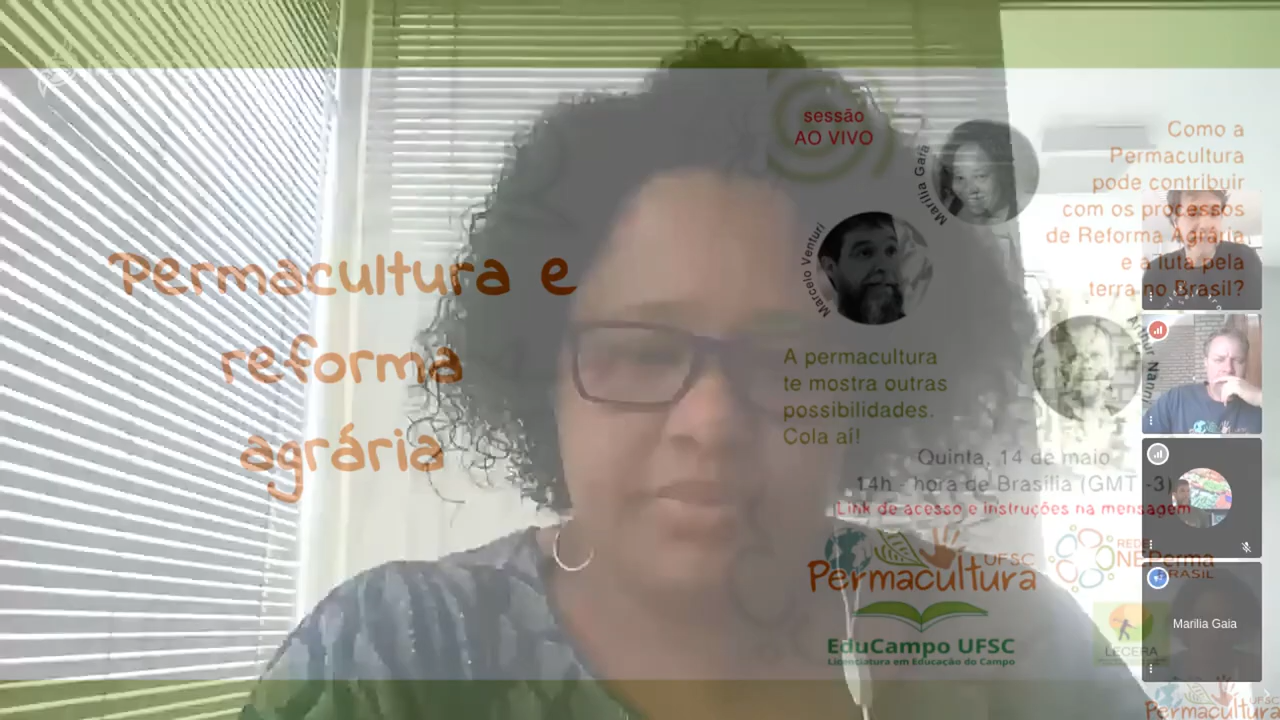 Permacultura e
reforma
agrária
sessão
AO VIVO
Marília Gaia
Marcelo Venturi
Como a
Permacultura
pode contribuir
com os processos
de Reforma Agrária
e a luta pela
terra no Brasil?
A permacultura
te mostra outras
possibilidades.
Cola aí!
Quinta, 14 de maio
14h - hora de Brasília (GMT -3)
Link de acesso e instruções na mensagem
UFSC
Permacultura
REDE
NEPerma
BRASIL
EduCampo UFSC
Licenciatura em Educação do Campo
LECERA
Marilia Gaia
UFSC
Permacultura